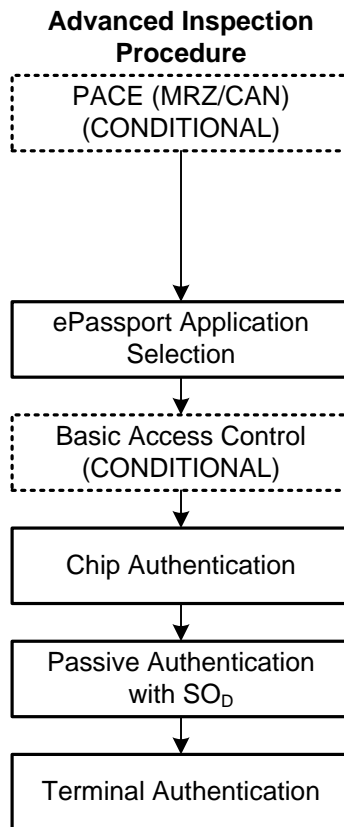 Advanced Inspection
Procedure
PACE (MRZ/CAN)
(CONDITIONAL)
ePassport Application
Selection
Basic Access Control
(CONDITIONAL)
Chip Authentication
Passive Authentication
with SO_D
Terminal Authentication